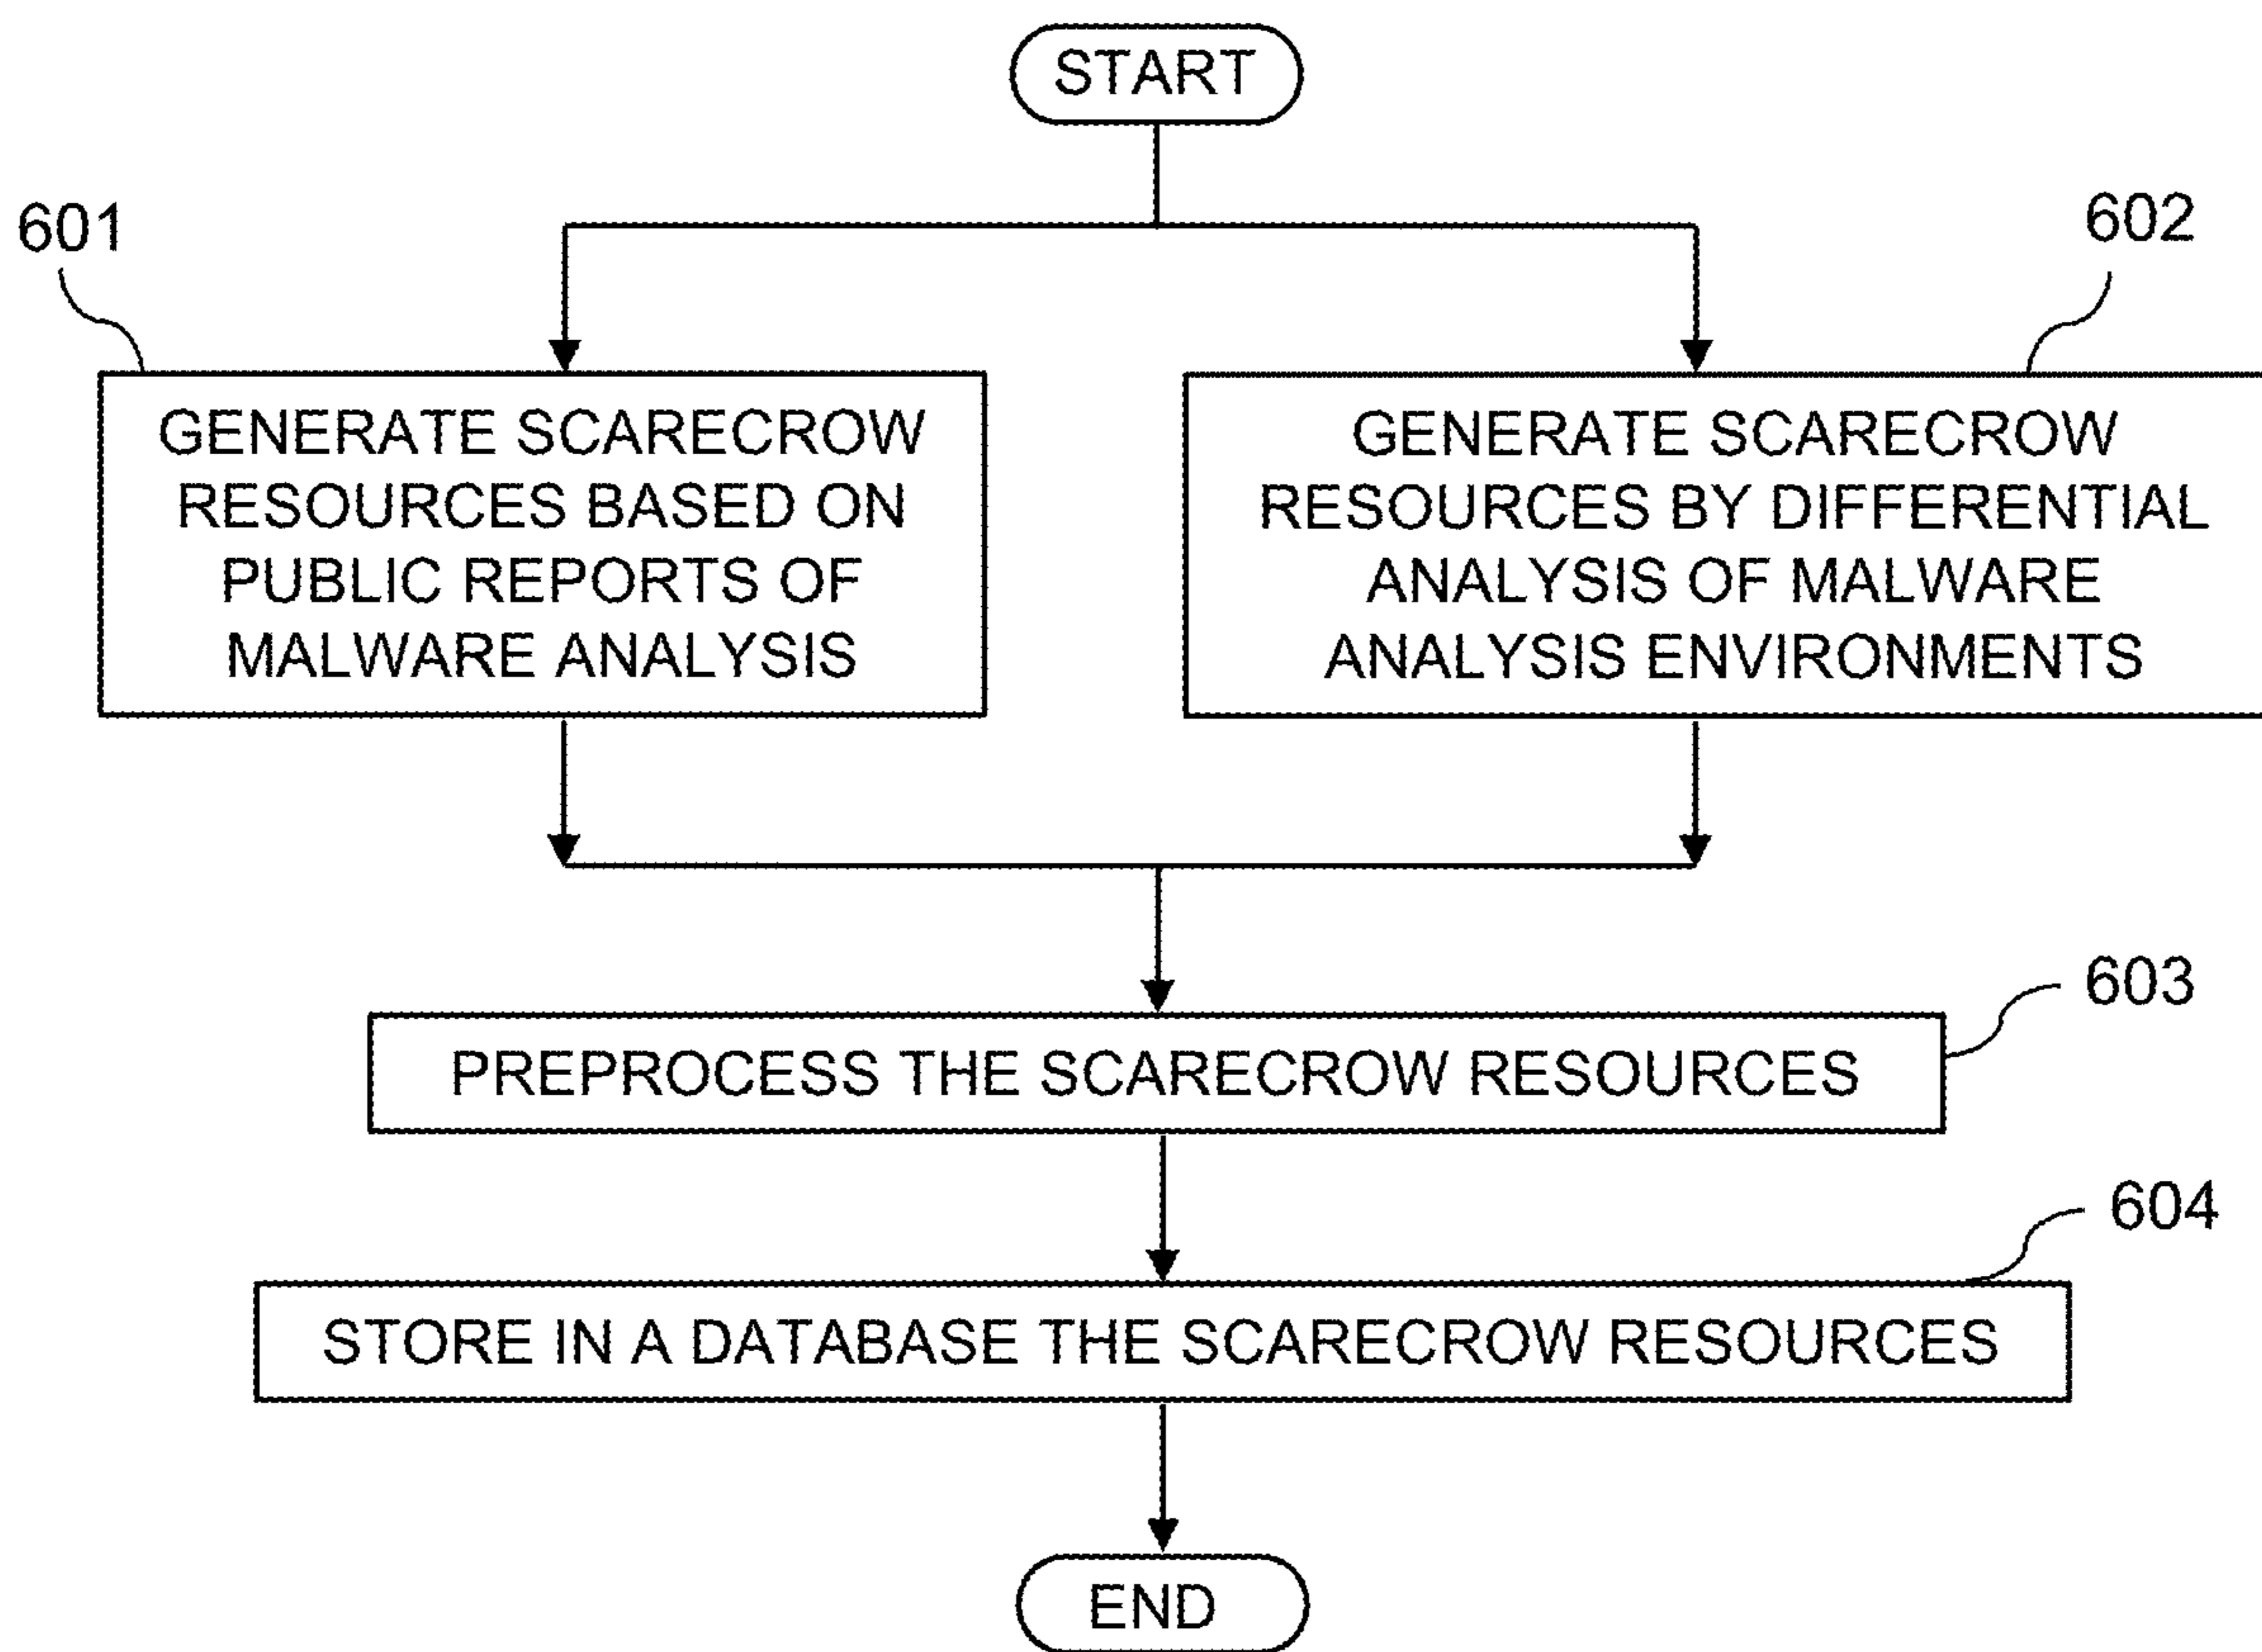 START
601
602
GENERATE SCARECROW
RESOURCES BASED ON
PUBLIC REPORTS OF
MALWARE ANALYSIS
GENERATE SCARECROW
RESOURCES BY DIFFERENTIAL
ANALYSIS OF MALWARE
ANALYSIS ENVIRONMENTS
603
PREPROCESS THE SCARECROW RESOURCES
604
STORE IN A DATABASE THE SCARECROW RESOURCES
END